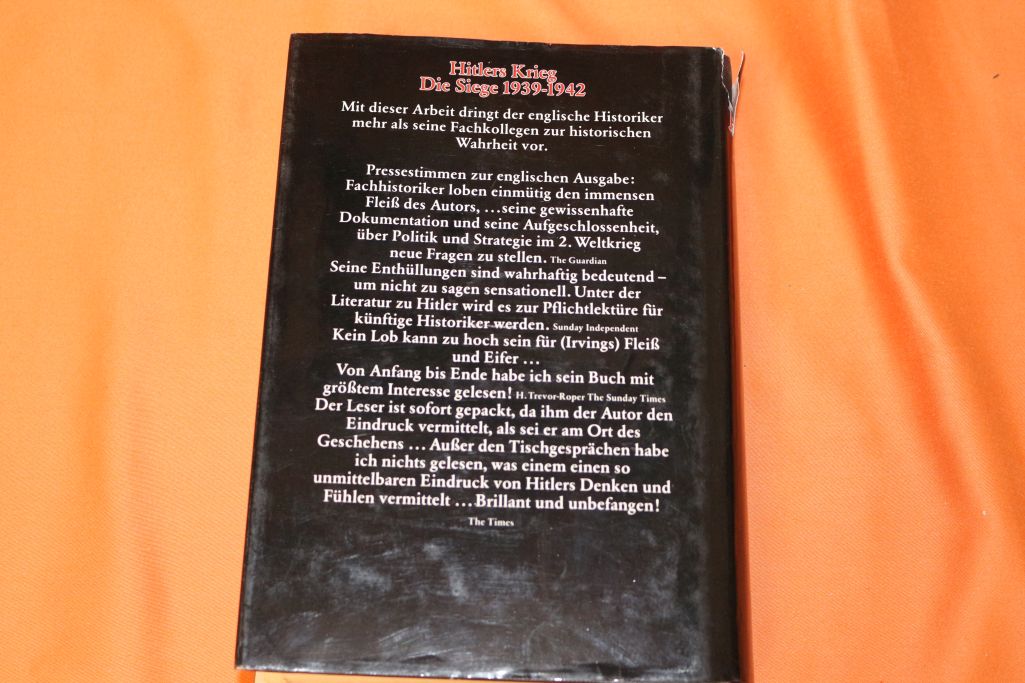 Hitlers Krieg
Die Siege 1939-1942
Mit dieser Arbeit dringt der englische Historiker
mehr als seine Fachkollegen zur historischen
Wahrheit vor.
Pressestimmen zur englischen Ausgabe:
Fachhistoriker loben einmütig den immensen
Fleiß des Autors, ...seine gewissenhafte
Dokumentation und seine Aufgeschlossenheit,
über Politik und Strategie im 2. Weltkrieg
neue Fragen zu stellen. The Guardian
Seine Enthüllungen sind wahrhaftig bedeutend –
um nicht zu sagen sensationell. Unter der
Literatur zu Hitler wird es zur Pflichtlektüre für
künftige Historiker werden. Sunday Independent
Kein Lob kann zu hoch sein für (Irvings) Fleiß
und Eifer ...
Von Anfang bis Ende habe ich sein Buch mit
größtem Interesse gelesen! H. Trevor-Roper The Sunday Times
Der Leser ist sofort gepackt, da ihm der Autor den
Eindruck vermittelt, als sei er am Ort des
Geschehens ... Außer den Tischgesprächen habe
ich nichts gelesen, was einem einen so
unmittelbaren Eindruck von Hitlers Denken und
Fühlen vermittelt ... Brillant und unbefangen!
The Times